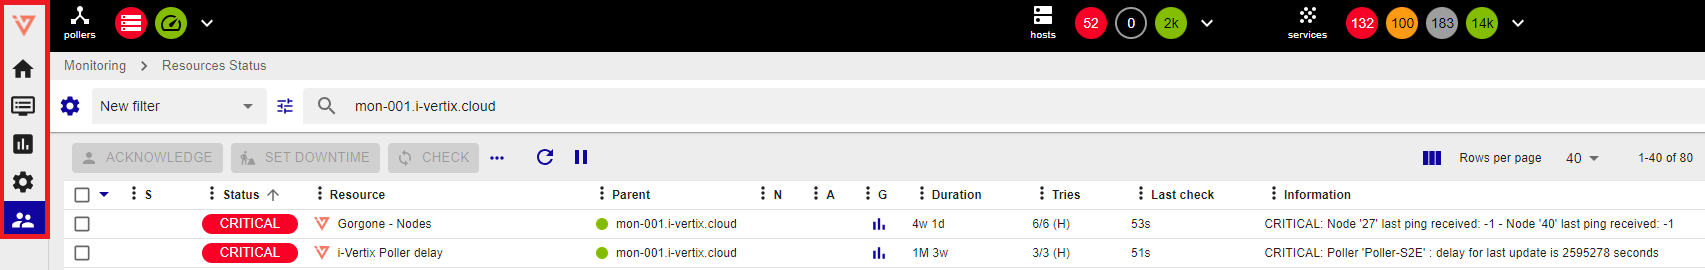 pollers
hosts
52
0
2k
services
132
100
183
14k
Monitoring
Resources Status
New filter
mon-001.i-vertix.cloud
ACKNOWLEDGE
SET DOWNTIME
CHECK
Rows per page
40
1-40 of 80
S Status Resource Parent N A G Duration Tries Last check Information
CRITICAL Gorgone - Nodes mon-001.i-vertix.cloud 4w 1d 6/6 (H) 53s CRITICAL: Node '27' last ping received: -1 - Node '40' last ping received: -1
CRITICAL i-Vertix Poller delay mon-001.i-vertix.cloud 1M 3w 3/3 (H) 51s CRITICAL: Poller 'Poller-S2E' : delay for last update is 2595278 seconds